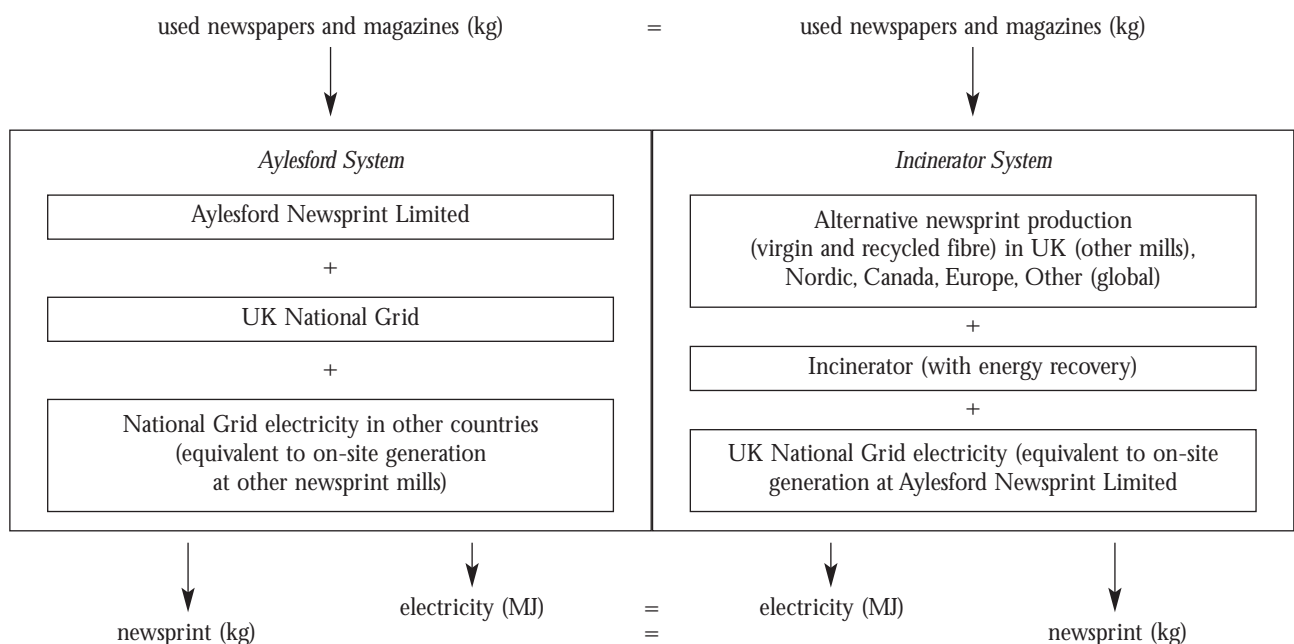 used newspapers and magazines (kg) = used newspapers and magazines (kg)
Aylesford System
Aylesford Newsprint Limited
+
UK National Grid
+
National Grid electricity in other countries
(equivalent to on-site generation
at other newsprint mills)
Incinerator System
Alternative newsprint production
(virgin and recycled fibre) in UK (other mills),
Nordic, Canada, Europe, Other (global)
+
Incinerator (with energy recovery)
+
UK National Grid electricity (equivalent to on-site
generation at Aylesford Newsprint Limited
electricity (MJ) = electricity (MJ)
newsprint (kg) = newsprint (kg)